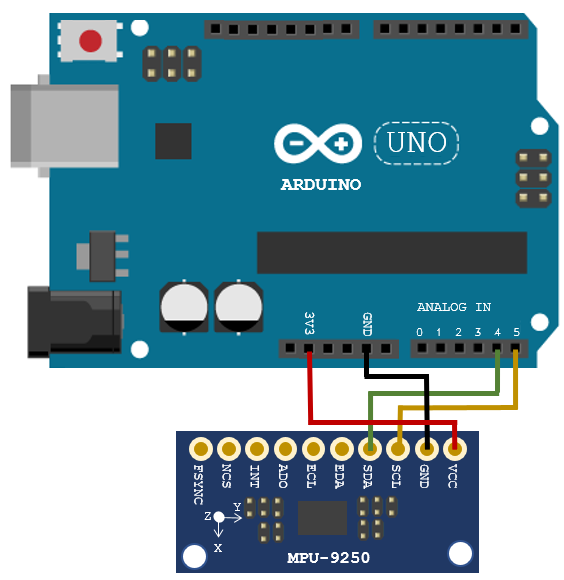 UNO
ARDUINO
3V3
GND
ANALOG IN
0 1 2 3 4 5
FSYNC
NCS
INT
ADO
ECL
EDA
SDA
SCL
GND
VCC
Z
Y
X
MPU-9250